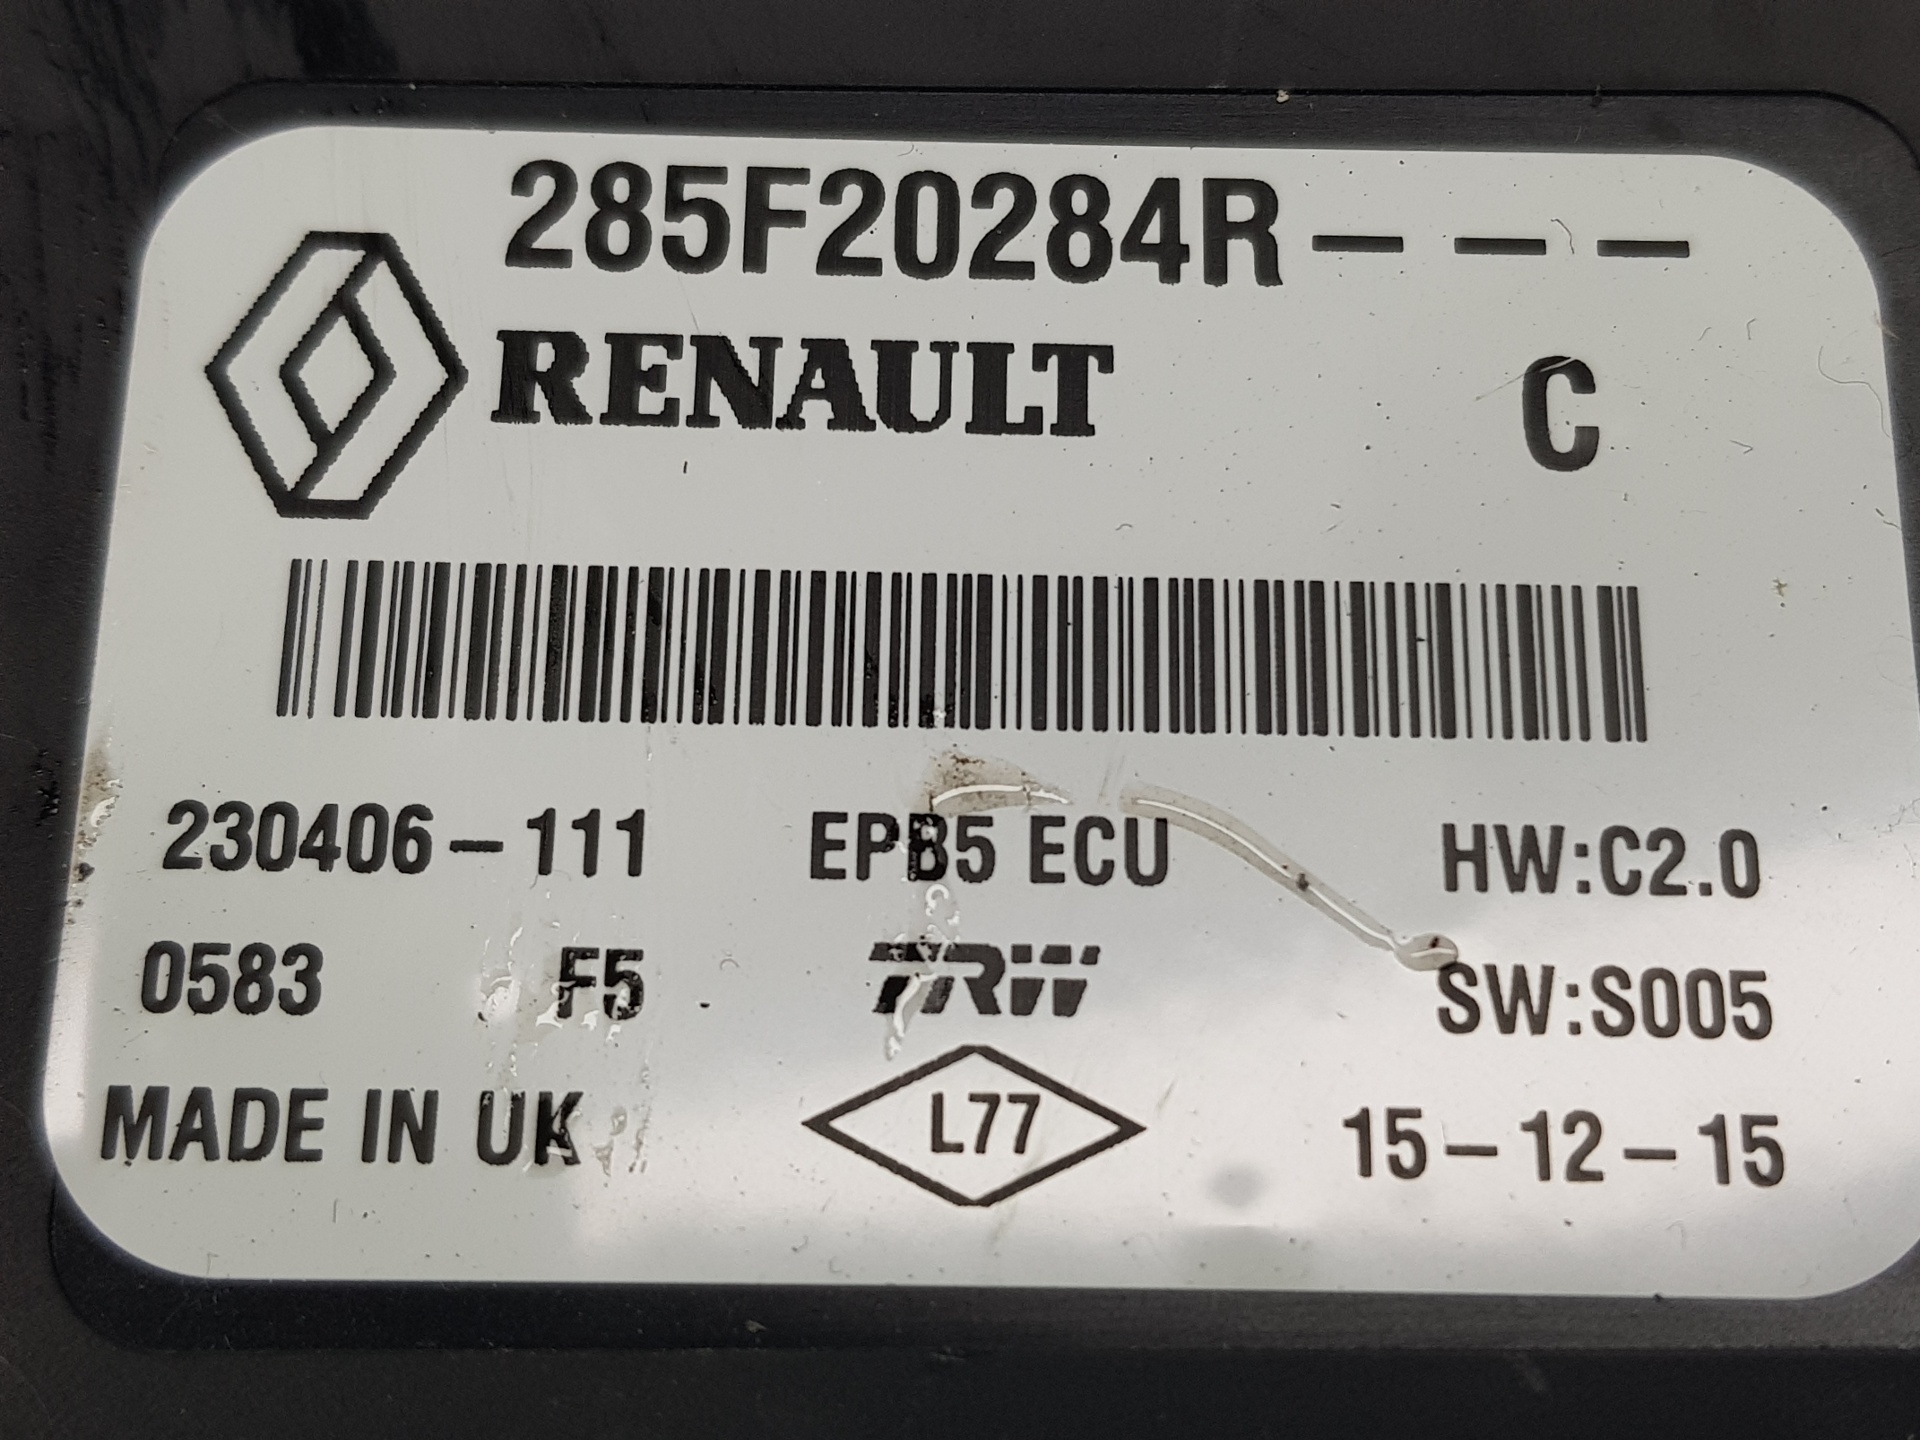 285F20284R---
RENAULT C
230406-111 EPB5 ECU HW:C2.0
0583 F5 TRW SW:S005
MADE IN UK L77 15-12-15